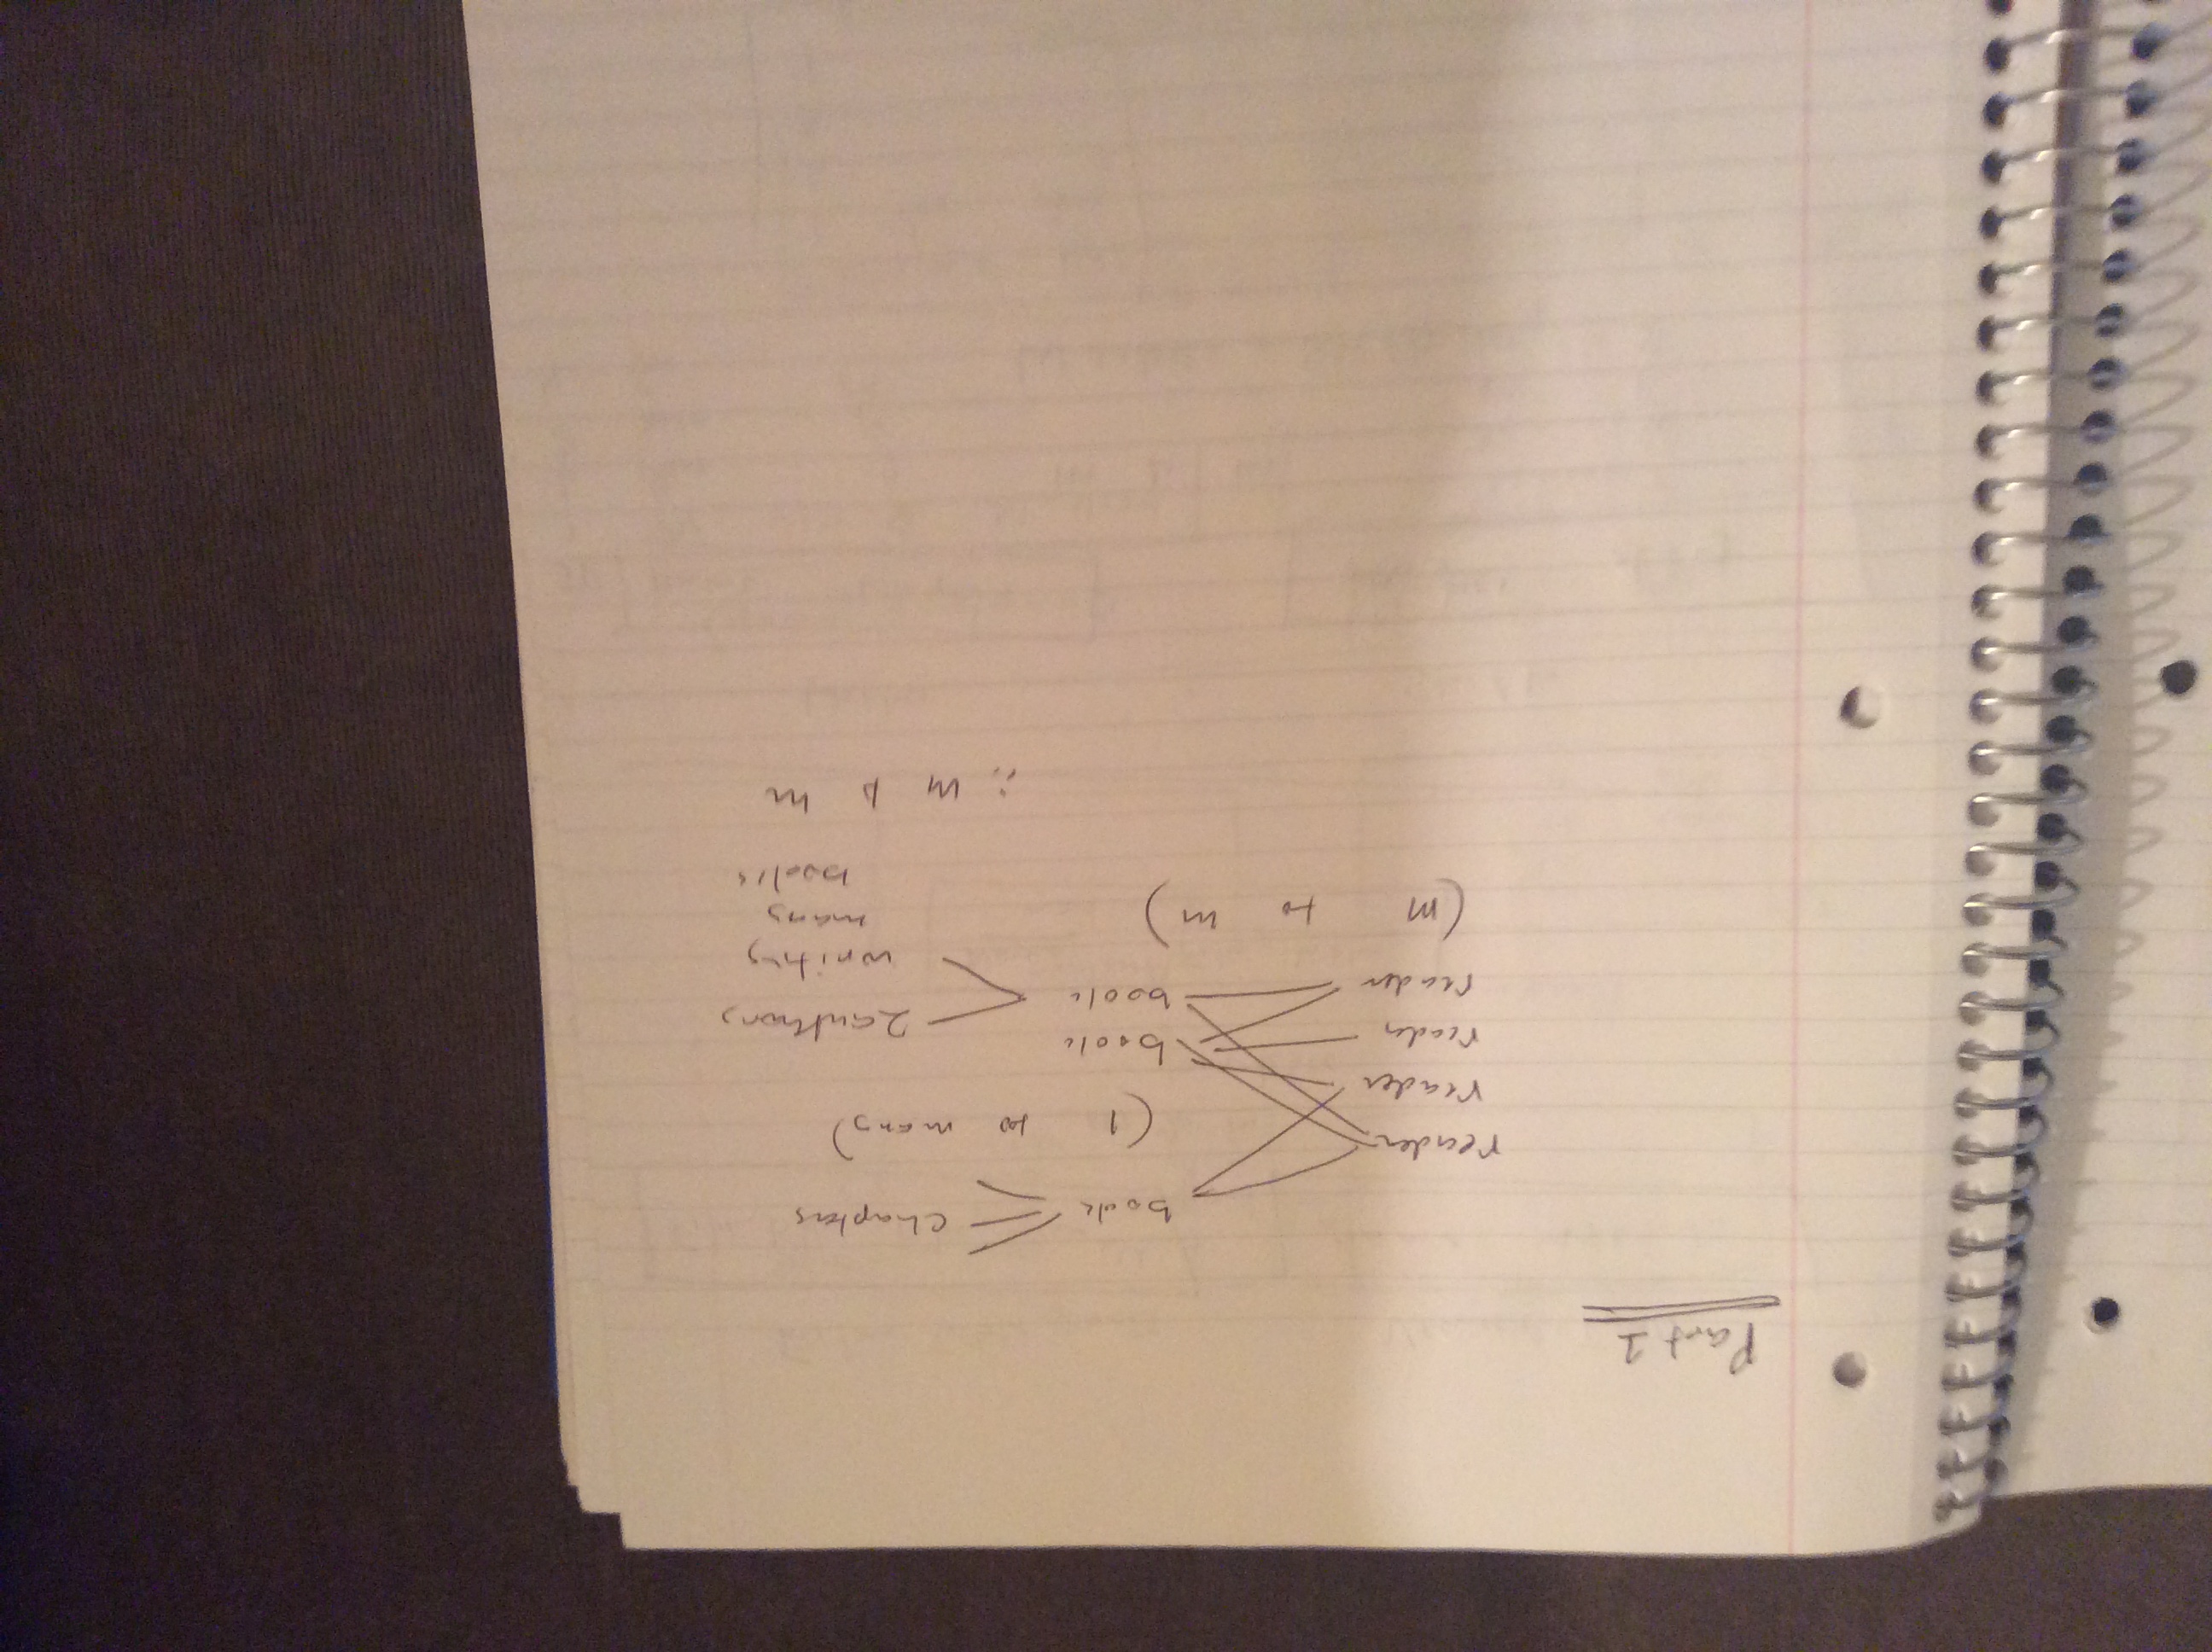 Part 1
book chapters
reader
(1 to many)
reader
reader book
2 authors
reader book
writing
many
(m to m)
books
∴ m to m